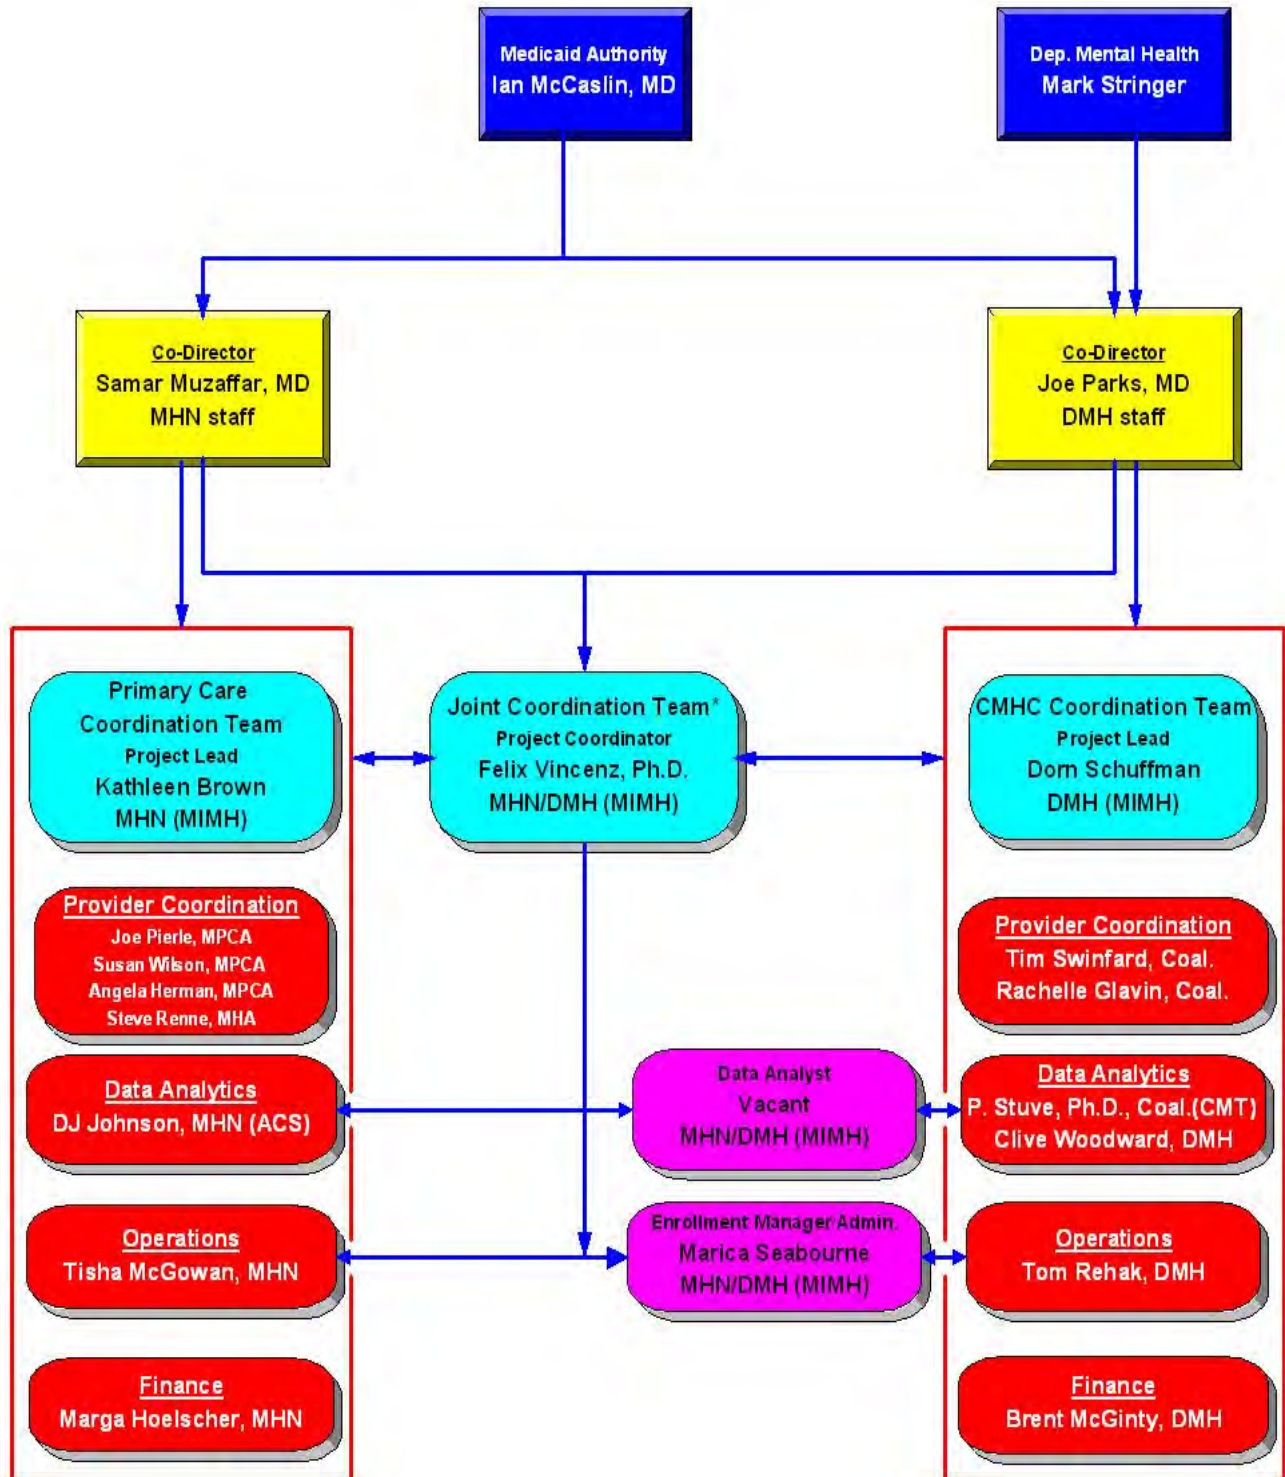 Medicaid Authority
Ian McCaslin, MD
Dep. Mental Health
Mark Stringer
Co-Director
Samar Muzaffar, MD
MHN staff
Co-Director
Joe Parks, MD
DMH staff
Primary Care
Coordination Team
Project Lead
Kathleen Brown
MHN (MIMH)
Joint Coordination Team*
Project Coordinator
Felix Vincenz, Ph.D.
MHN/DMH (MIMH)
CMHC Coordination Team
Project Lead
Dorn Schuffman
DMH (MIMH)
Provider Coordination
Joe Pierle, MPCA
Susan Wilson, MPCA
Angela Herman, MPCA
Steve Renne, MHA
Provider Coordination
Tim Swinfard, Coal.
Rachelle Glavin, Coal.
Data Analytics
DJ Johnson, MHN (ACS)
Data Analyst
Vacant
MHN/DMH (MIMH)
Data Analytics
P. Stuve, Ph.D., Coal.(CMT)
Clive Woodward, DMH
Operations
Tisha McGowan, MHN
Enrollment Manager/Admin.
Marica Seabourne
MHN/DMH (MIMH)
Operations
Tom Rehak, DMH
Finance
Marga Hoelscher, MHN
Finance
Brent McGinty, DMH